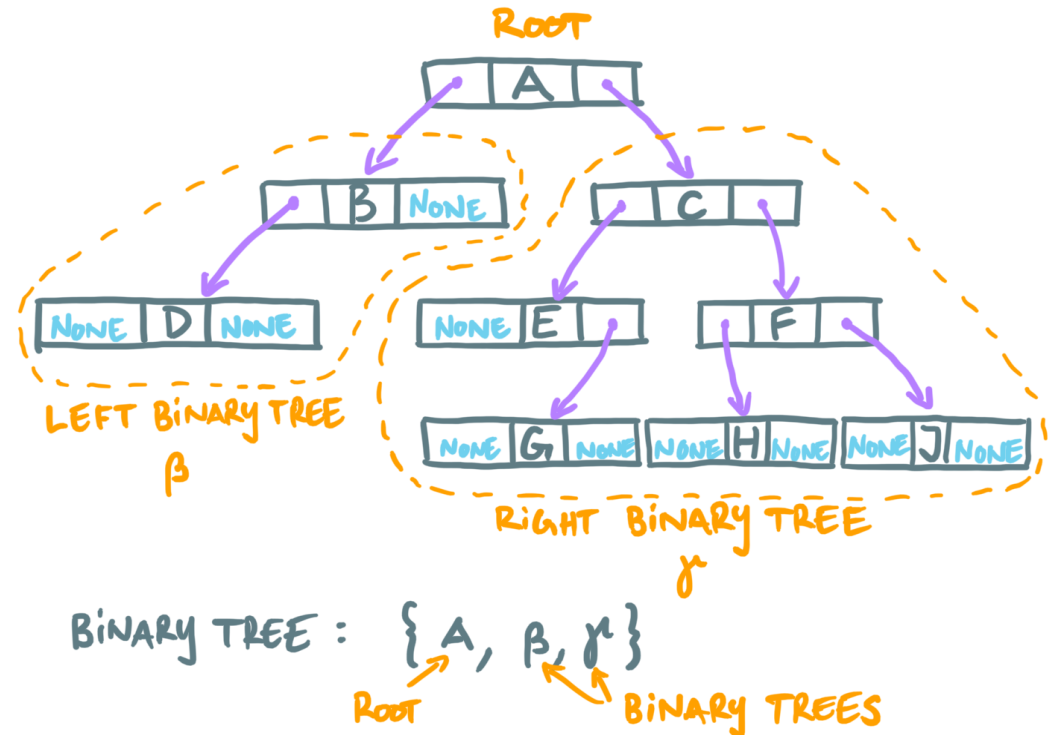 ROOT
A
B NONE
C
NONE D NONE
NONE E
F
NONE G NONE
NONE H NONE
NONE J NONE
LEFT BINARY TREE
β
RIGHT BINARY TREE
γ
BINARY TREE : { A, β, γ }
ROOT
BINARY TREES